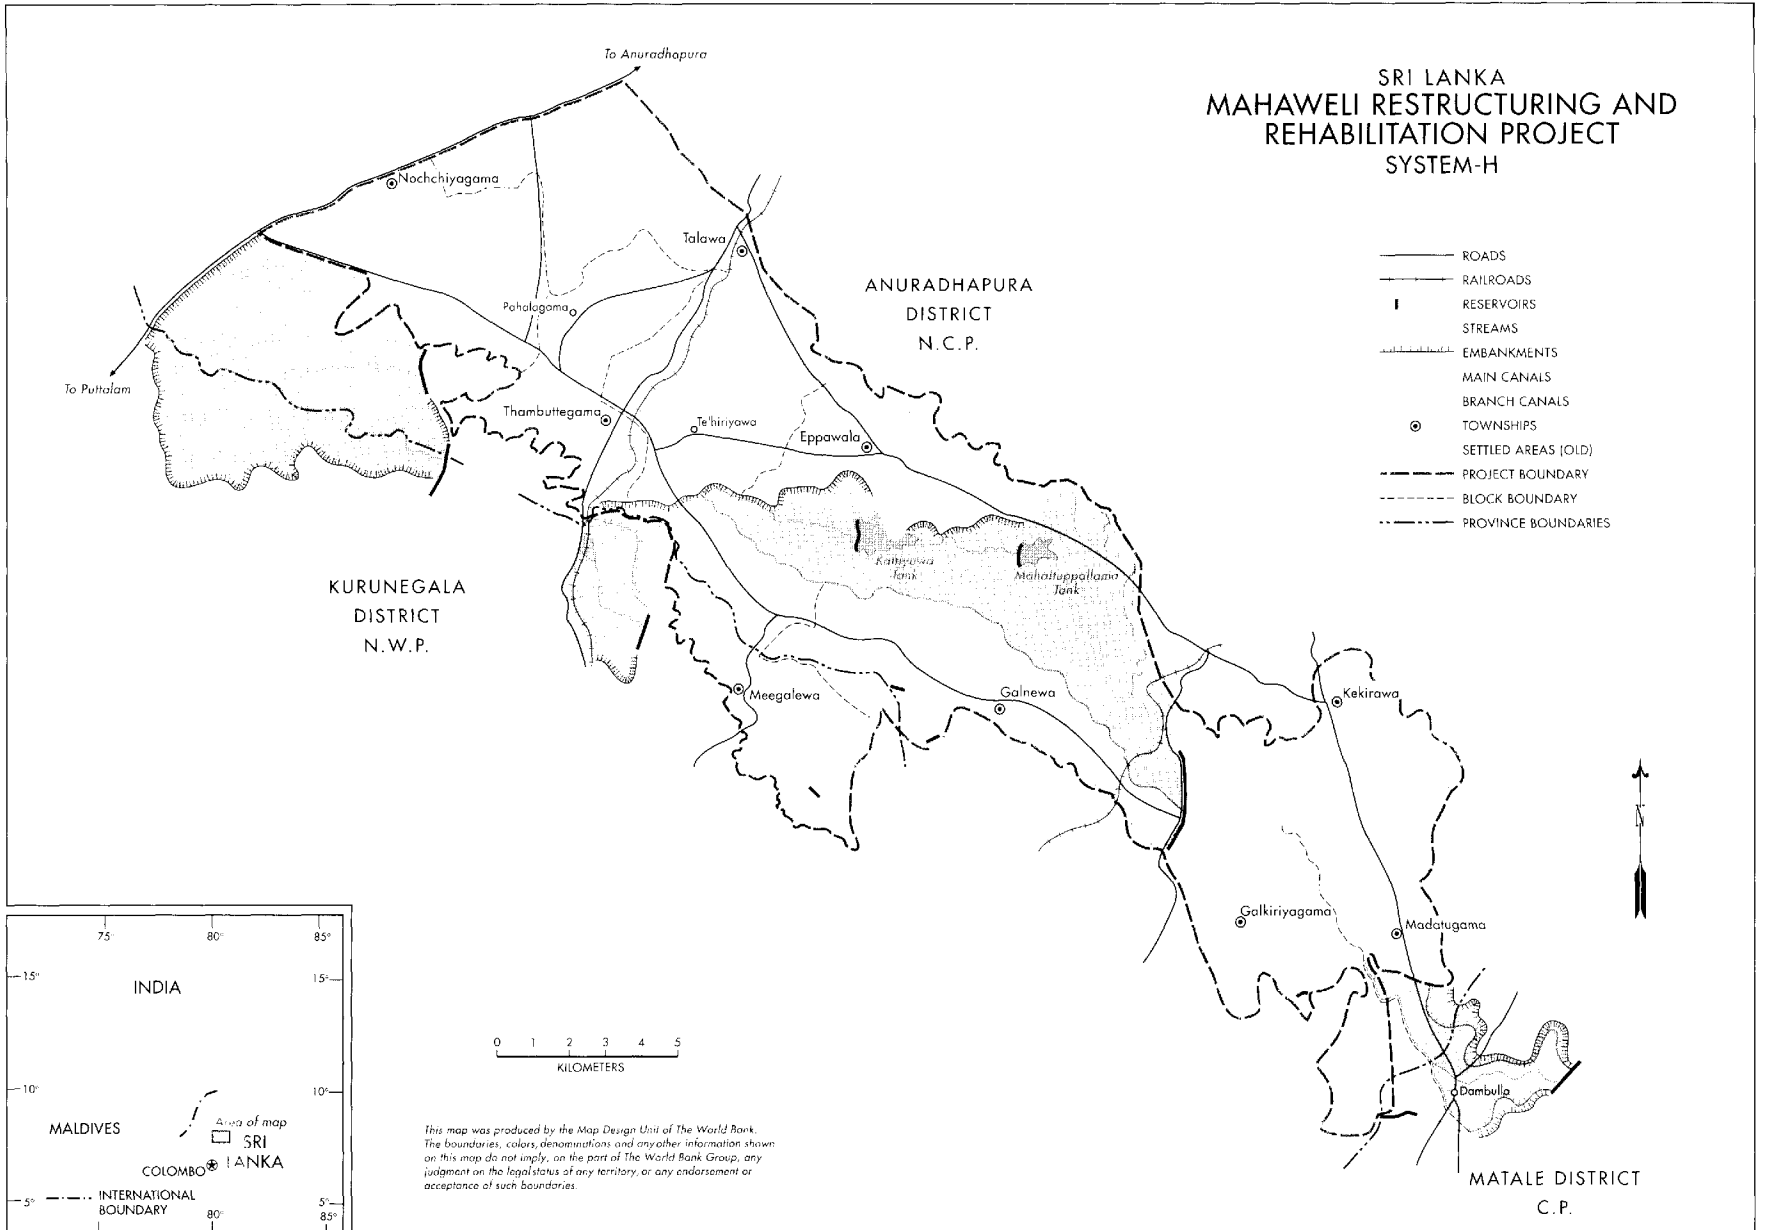 To Anuradhapura
SRI LANKA
MAHAWELI RESTRUCTURING AND
REHABILITATION PROJECT
SYSTEM-H
Nochchiyagama
Talawa
ANURADHAPURA
DISTRICT
N.C.P.
Pahalagama
To Puttalam
Thambuttegama
Te'hiriyawa
Eppawala
ROADS
RAILROADS
RESERVOIRS
STREAMS
EMBANKMENTS
MAIN CANALS
BRANCH CANALS
TOWNSHIPS
SETTLED AREAS (OLD)
PROJECT BOUNDARY
BLOCK BOUNDARY
PROVINCE BOUNDARIES
Kattiyawa
Tank
Mahailuppallama
Tank
KURUNEGALA
DISTRICT
N.W.P.
Meegalewa
Galnewa
Kekirawa
N
Galkiriyagama
Madatugama
Dambulla
MATALE DISTRICT
C.P.
75°
80°
85°
15°
15°
INDIA
10°
10°
MALDIVES
Area of map
SRI
LANKA
COLOMBO
INTERNATIONAL
BOUNDARY
5°
5°
80°
85°
0 1 2 3 4 5
KILOMETERS
This map was produced by the Map Design Unit of The World Bank.
The boundaries, colors, denominations and any other information shown
on this map do not imply, on the part of The World Bank Group, any
judgment on the legal status of any territory, or any endorsement or
acceptance of such boundaries.